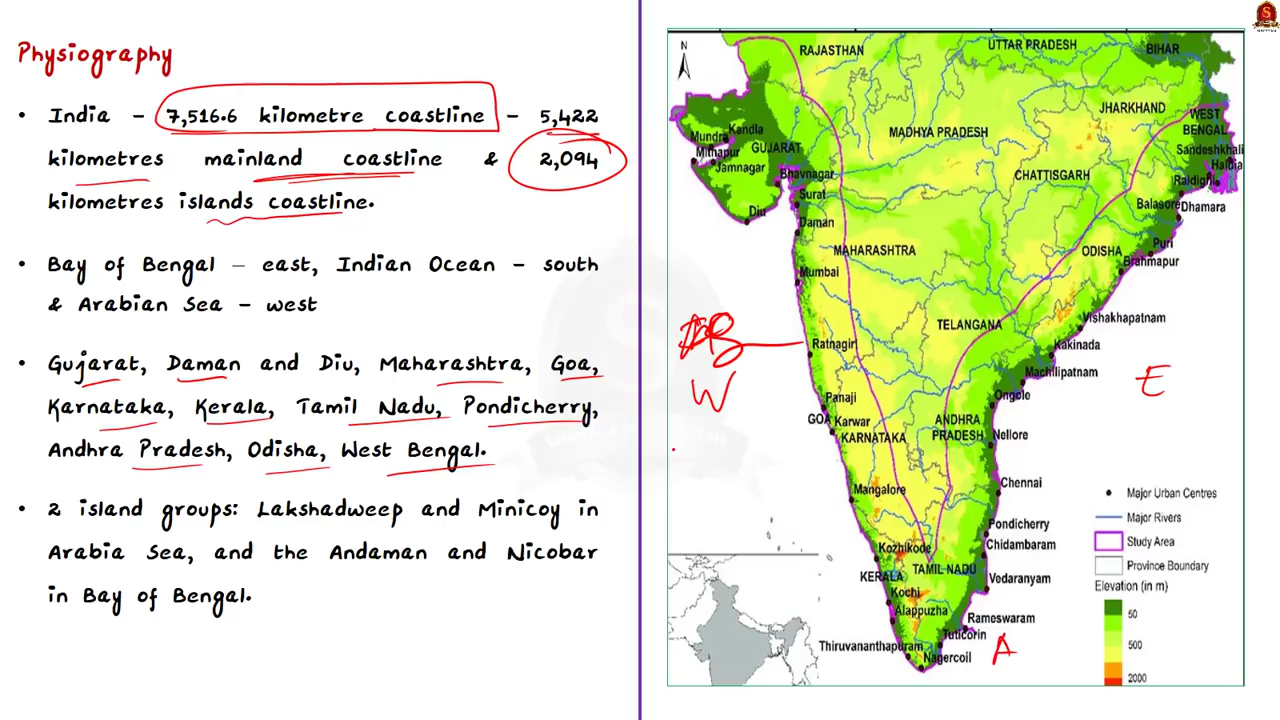 Physiography
• India – 7,516.6 kilometre coastline – 5,422
kilometres mainland coastline & 2,094
kilometres islands coastline.
• Bay of Bengal – east, Indian Ocean – south
& Arabian Sea – west
• Gujarat, Daman and Diu, Maharashtra, Goa,
Karnataka, Kerala, Tamil Nadu, Pondicherry,
Andhra Pradesh, Odisha, West Bengal.
• 2 island groups: Lakshadweep and Minicoy in
Arabia Sea, and the Andaman and Nicobar
in Bay of Bengal.
N
RAJASTHAN
UTTAR PRADESH
BIHAR
JHARKHAND
WEST
BENGAL
Mundra
Kandla
MADHYA PRADESH
Mithapur
GUJARAT
Sandeshkhali
Jamnagar
Haldia
Bhavnagar
CHATTISGARH
Raidighi
Surat
Balasore
Dhamara
Diu
Daman
MAHARASHTRA
ODISHA
Puri
Brahmapur
Mumbai
Vishakhapatnam
TELANGANA
Ratnagiri
Kakinada
W
Machilipatnam
E
Panaji
Ongole
GOA
Karwar
ANDHRA
PRADESH
KARNATAKA
Nellore
Mangalore
Chennai
Major Urban Centres
Major Rivers
Pondicherry
Study Area
Kozhikode
Chidambaram
TAMIL NADU
Province Boundary
KERALA
Vedaranyam
Elevation (in m)
Kochi
50
Alappuzha
Rameswaram
500
Tuticorin
Thiruvananthapuram
A
Nagercoil
2000